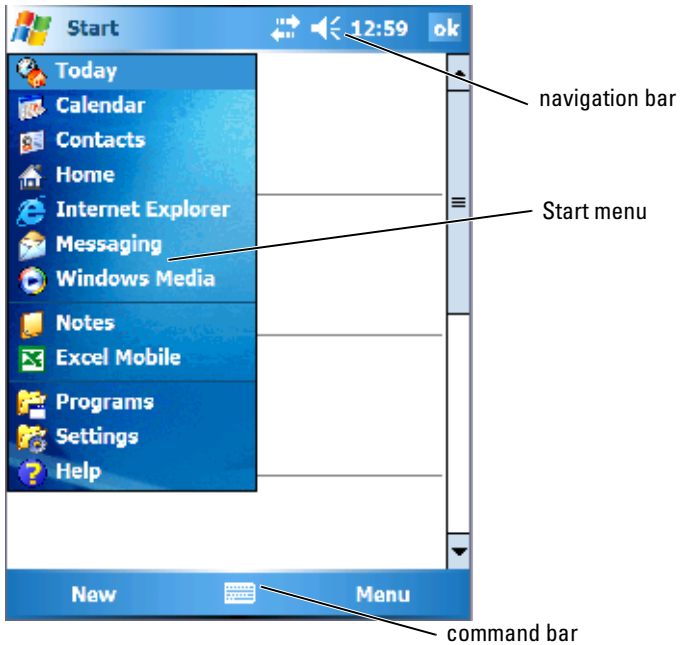 Start 12:59 ok
Today
navigation bar
Calendar
Contacts
Home
Internet Explorer
Start menu
Messaging
Windows Media
Notes
Excel Mobile
Programs
Settings
Help
New Menu
command bar